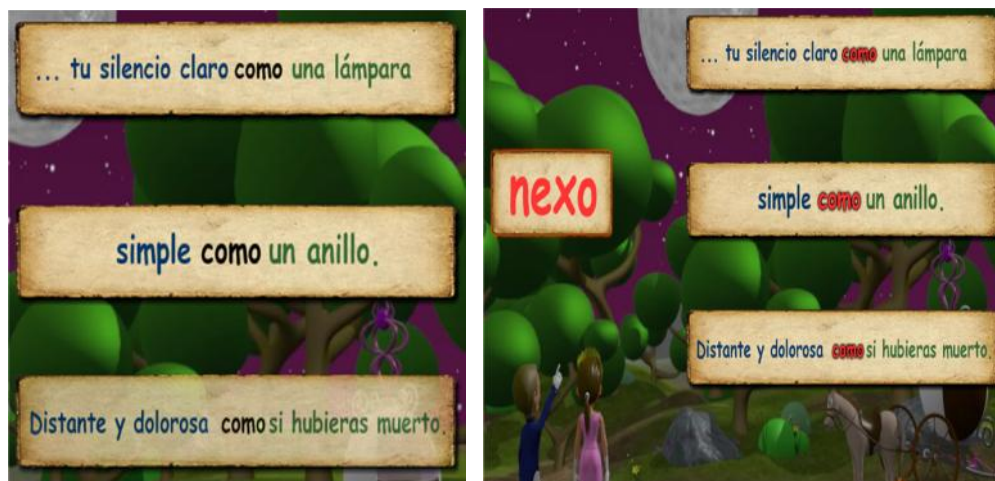 ... tu silencio claro como una lámpara
simple como un anillo.
Distante y dolorosa como si hubieras muerto.
nexo
... tu silencio claro como una lámpara
simple como un anillo.
Distante y dolorosa como si hubieras muerto.